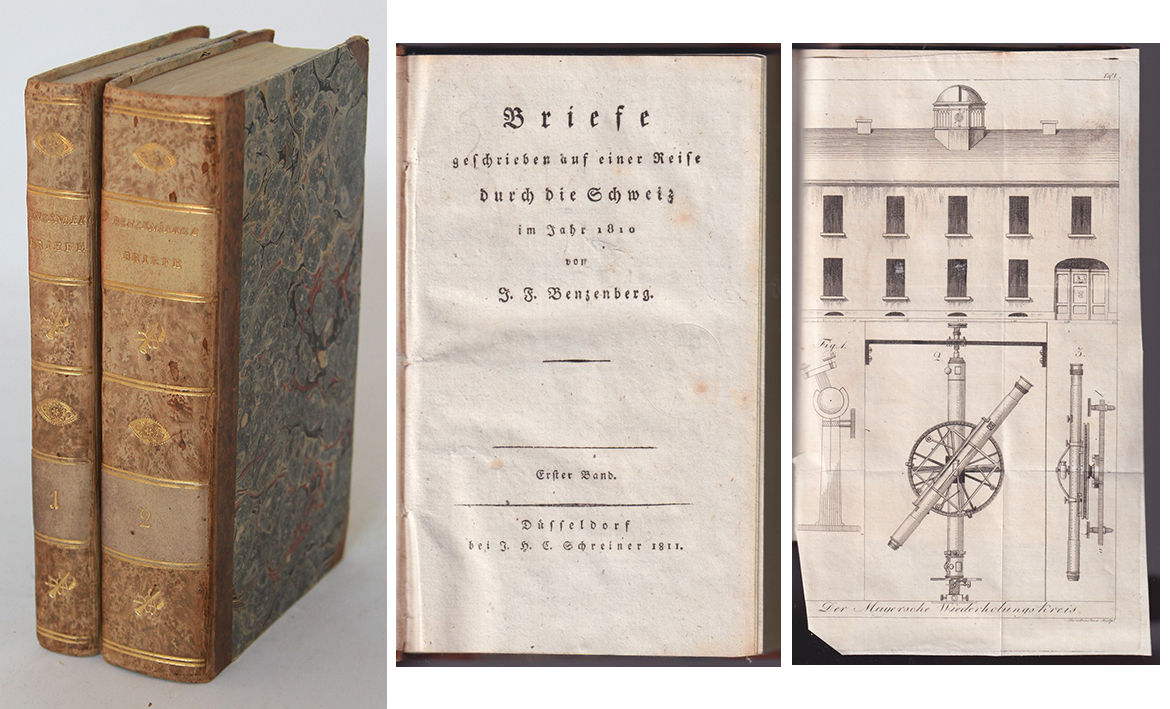 BRIEFE
1
BENZENBERG
BRIEFE
2
Briefe
geschrieben auf einer Reise
durch die Schweiz
im Jahr 1810
von
J. F. Benzenberg.
Erster Band.
Düsseldorf
bei J. H. C. Schreiner 1811.
Fig 1.
2.
3.
Der Mayersche Wiederholungskreis.